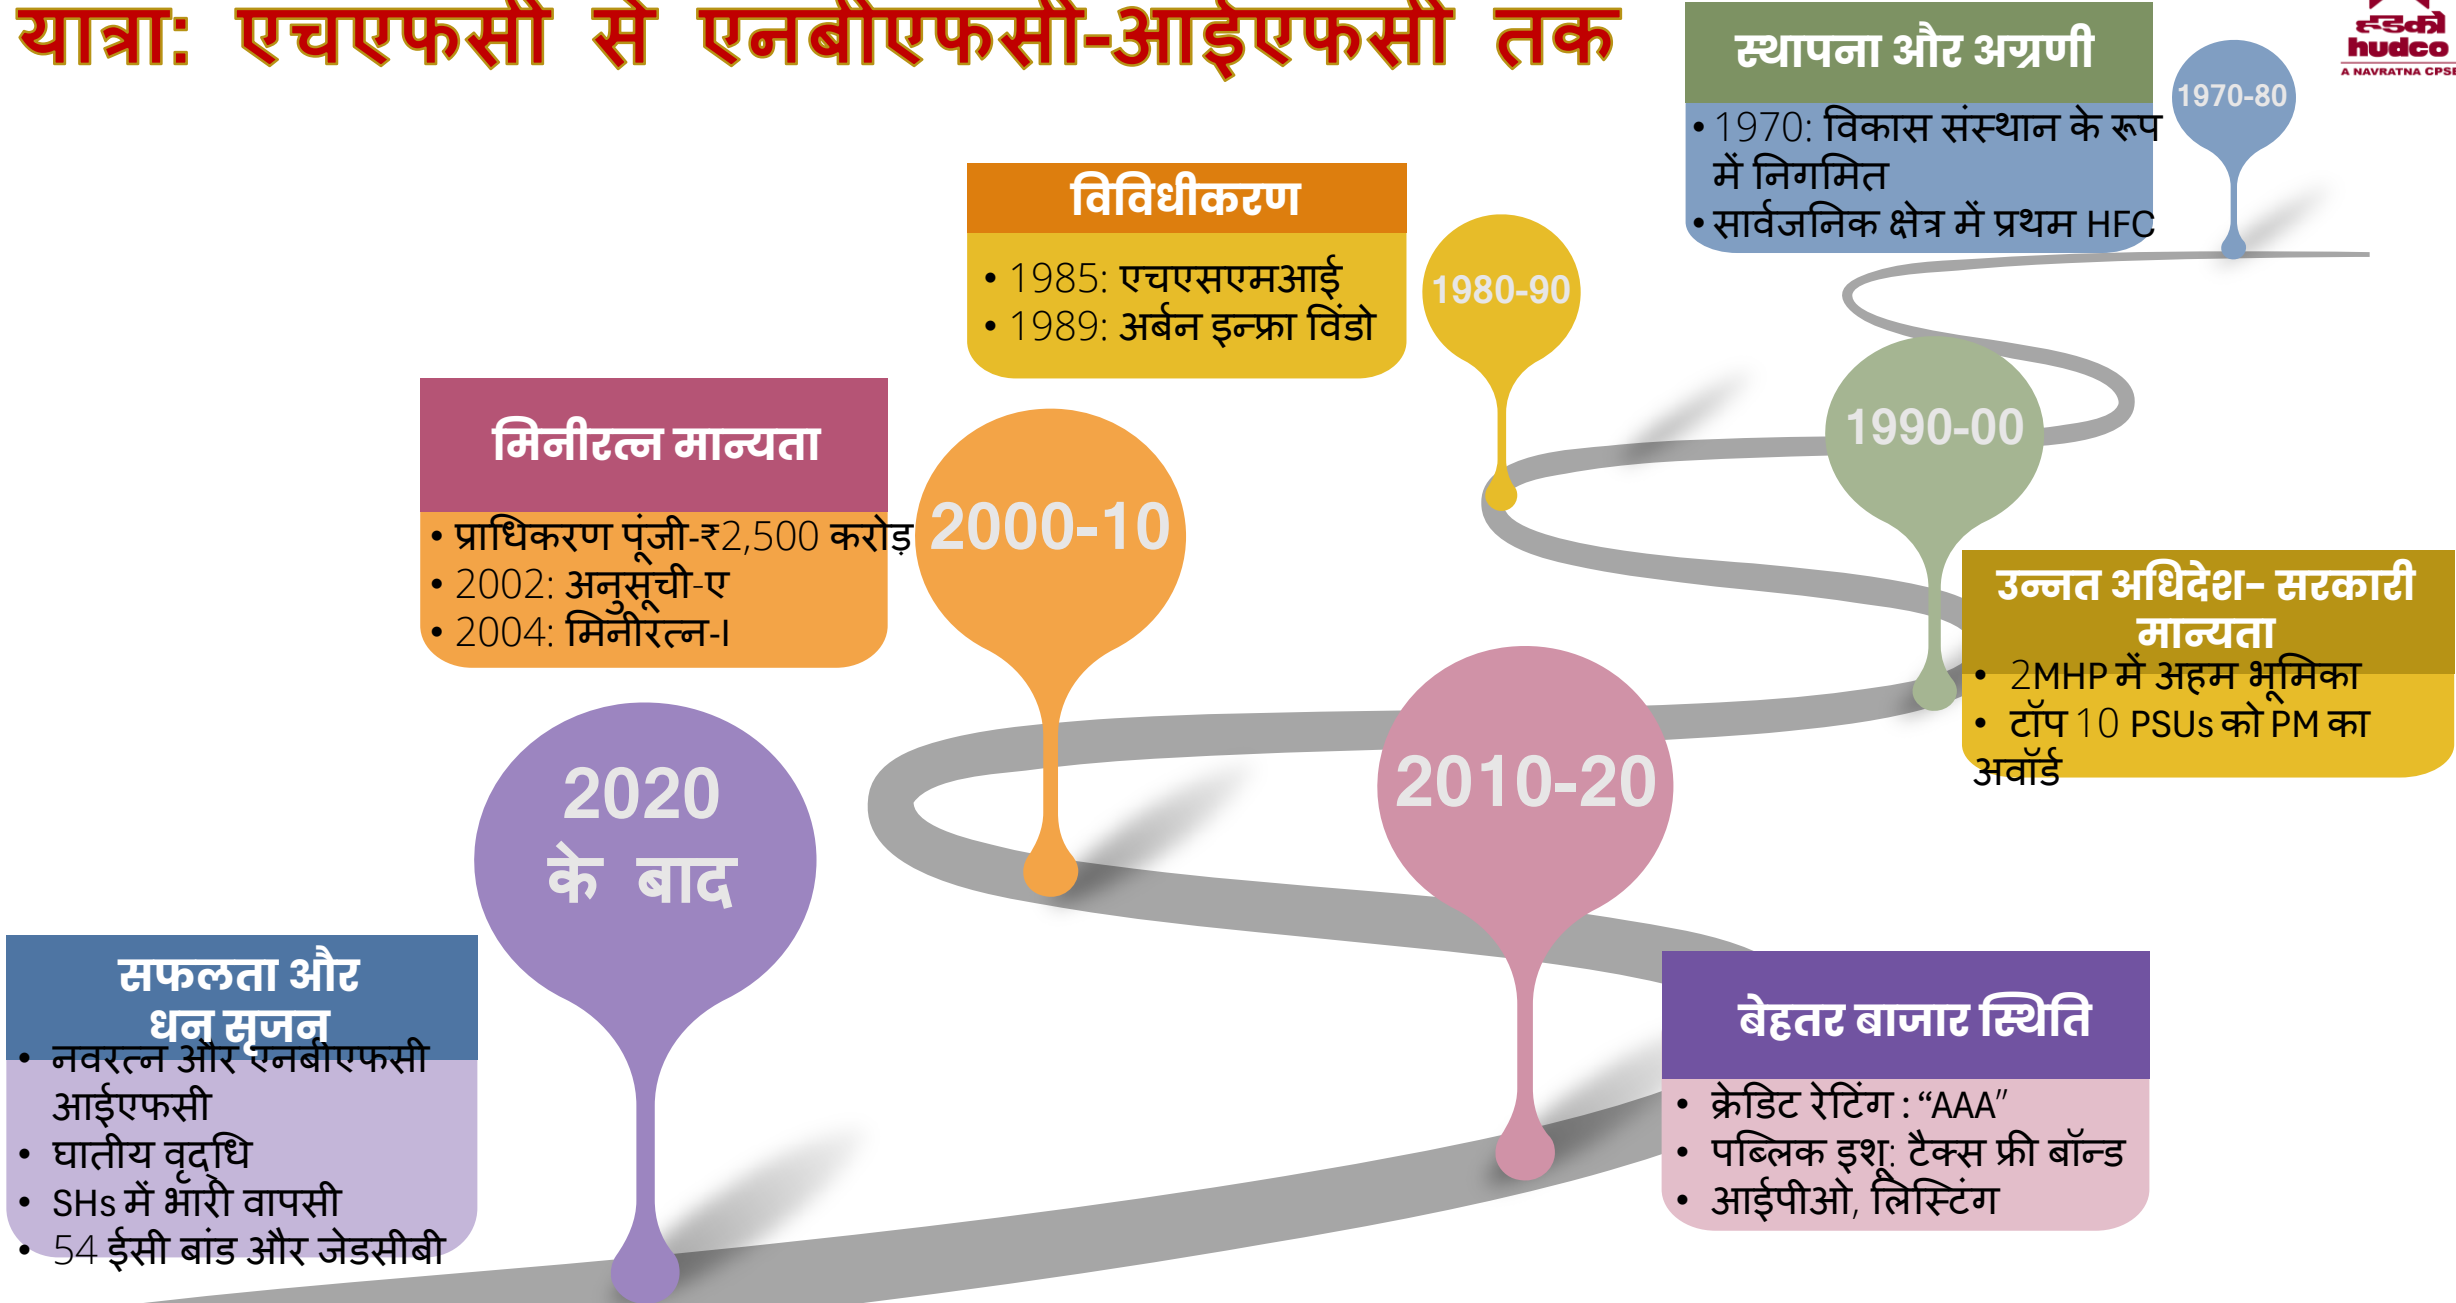 यात्रा: एचएफसी से एनबीएफसी-आईएफसी तक
हडको
hudco
A NAVRATNA CPSE
स्थापना और अग्रणी
1970-80
• 1970: विकास संस्थान के रूप
में निगमित
• सार्वजनिक क्षेत्र में प्रथम HFC
विविधीकरण
1980-90
• 1985: एचएसएमआई
• 1989: अर्बन इन्फ्रा विंडो
1990-00
उन्नत अधिदेश- सरकारी
मान्यता
• 2MHP में अहम भूमिका
• टॉप 10 PSUs को PM का
अवॉर्ड
मिनीरत्न मान्यता
2000-10
• प्राधिकरण पूंजी-₹2,500 करोड़
• 2002: अनुसूची-ए
• 2004: मिनीरत्न-I
2010-20
बेहतर बाजार स्थिति
• क्रेडिट रेटिंग : “AAA”
• पब्लिक इशू: टैक्स फ्री बॉन्ड
• आईपीओ, लिस्टिंग
2020
के बाद
सफलता और
धन सृजन
• नवरत्न और एनबीएफसी
आईएफसी
• घातीय वृद्धि
• SHs में भारी वापसी
• 54 ईसी बांड और जेडसीबी